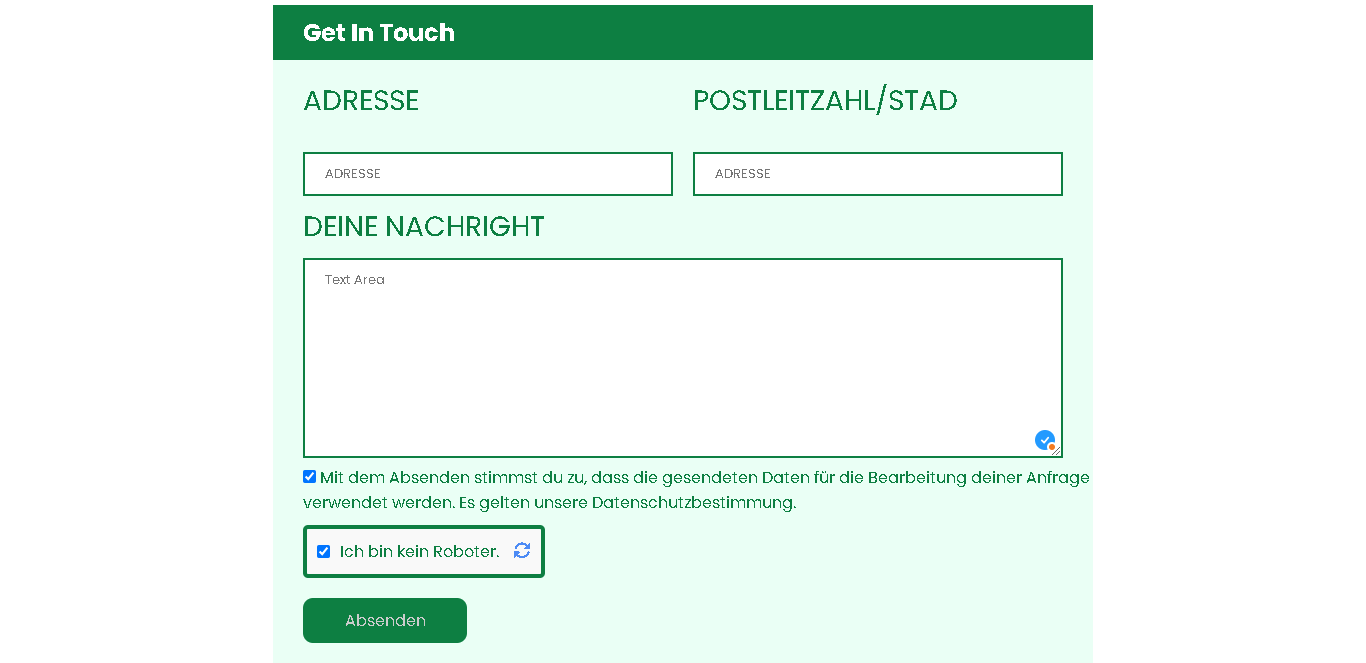 Get In Touch
ADRESSE
POSTLEITZAHL/STAD
ADRESSE
ADRESSE
DEINE NACHRIGHT
Text Area
Mit dem Absenden stimmst du zu, dass die gesendeten Daten für die Bearbeitung deiner Anfrage
verwendet werden. Es gelten unsere Datenschutzbestimmung.
Ich bin kein Roboter.
Absenden